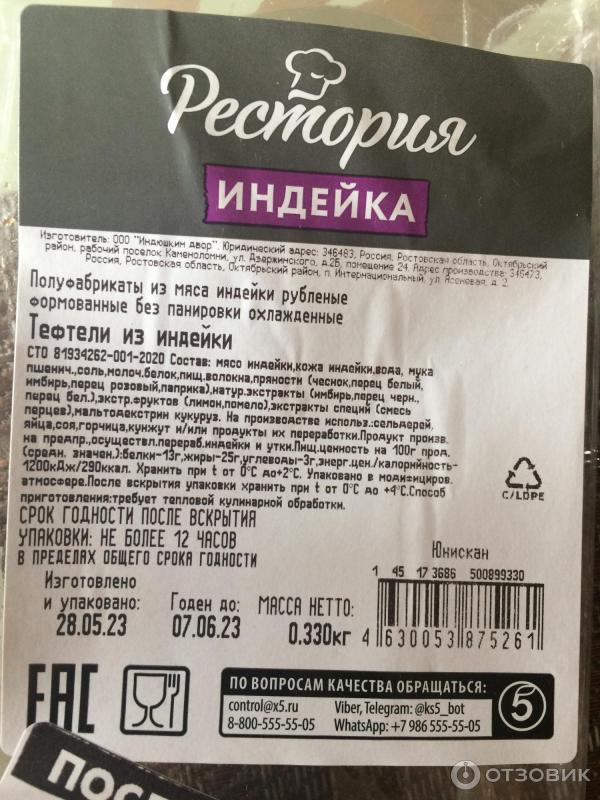 Рестория
ИНДЕЙКА
Изготовитель: ООО "Индюшкин двор". Юридический адрес: 346483, Россия, Ростовская область, Октябрьский
район, рабочий поселок Каменоломни, ул. Дзержинского, д.2Б, помещение 24. Адрес производства: 346473,
Россия, Ростовская область, Октябрьский район, п. Интернациональный, ул. Ясеневая, д. 2
Полуфабрикаты из мяса индейки рубленые
формованные без панировки охлажденные
Тефтели из индейки
СТО 81934262-001-2020 Состав: мясо индейки,кожа индейки,вода, мука
пшенич.,соль,молоч.белок,пищ.волокна,пряности (чеснок,перец белый,
имбирь,перец розовый,паприка),натур.экстракты (имбирь,перец черн.,
перец бел.),экстр.фруктов (лимон,помело),экстракты специй (смесь
перцев),мальтодекстрин кукуруз. На производстве использ.:сельдерей,
яйца,соя,горчица,кунжут и/или продукты их переработки.Продукт произв.
на предпр.,осуществл.перераб.индейки и утки.Пищ.ценность на 100г прод.
(средн. значен.):белки-13г,жиры-25г,углеводы-3г,энерг.цен./калорийность-
1200кДж/290ккал. Хранить при t от 0°С до+2°С. Упаковано в модифициров.
атмосфере.После вскрытия упаковки хранить при t от 0°С до +4°С.Способ
приготовления:требует тепловой кулинарной обработки.
СРОК ГОДНОСТИ ПОСЛЕ ВСКРЫТИЯ
УПАКОВКИ: НЕ БОЛЕЕ 12 ЧАСОВ
В ПРЕДЕЛАХ ОБЩЕГО СРОКА ГОДНОСТИ
C/LDPE
Юнискан
1 45 17 3686 500899330
Изготовлено
и упаковано:
28.05.23
Годен до:
07.06.23
МАССА НЕТТО:
0.330кг
4 630053 875261
EAC
ПО ВОПРОСАМ КАЧЕСТВА ОБРАЩАТЬСЯ:
control@x5.ru
8-800-555-55-05
Viber, Telegram: @ks5_bot
WhatsApp: +7 986 555-55-05
5
ПОС
ОТЗОВИК